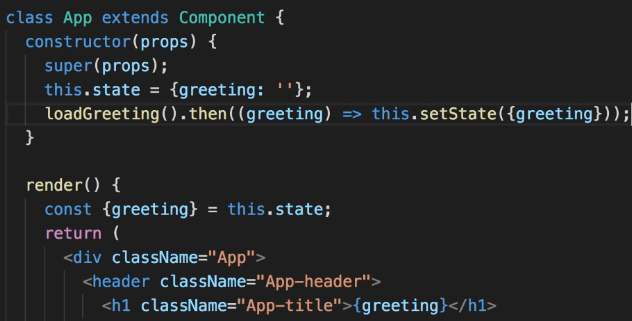 class App extends Component {
constructor(props) {
super(props);
this.state = {greeting: ''};
loadGreeting().then((greeting) => this.setState({greeting}));
}
render() {
const {greeting} = this.state;
return (
<div className="App">
<header className="App-header">
<h1 className="App-title">{greeting}</h1>